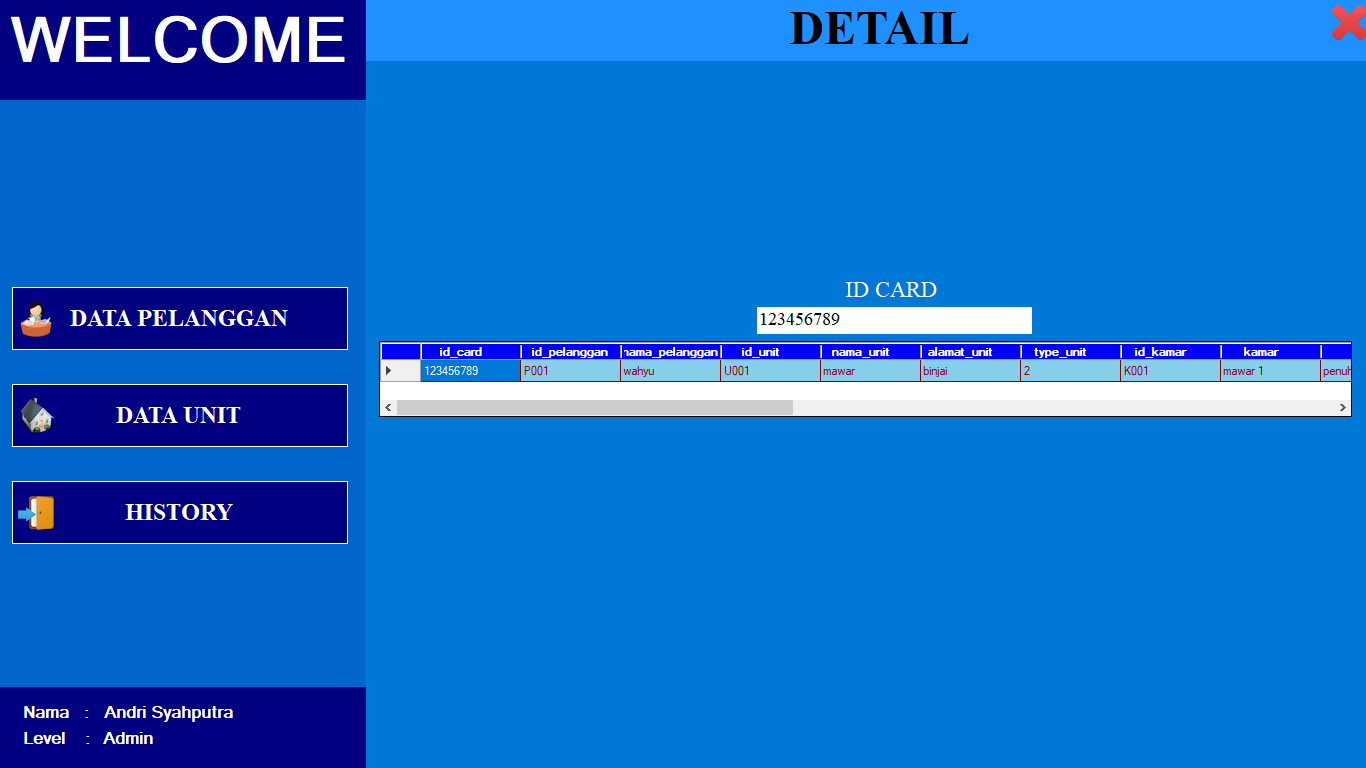 WELCOME
DETAIL
DATA PELANGGAN
DATA UNIT
HISTORY
Nama : Andri Syahputra
Level : Admin
ID CARD
123456789
id_card id_pelanggan nama_pelanggan id_unit nama_unit alamat_unit type_unit id_kamar kamar
123456789 P001 wahyu U001 mawar binjai 2 K001 mawar 1 penuh